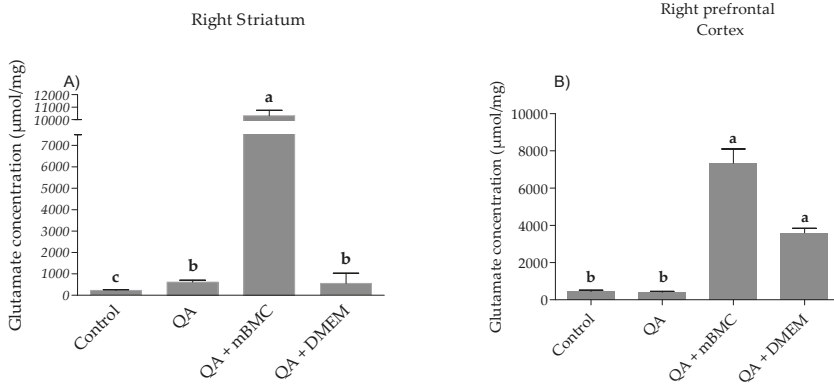 Right Striatum
A)
Glutamate concentration (μmol/mg)
12000
11000
10000
7000
6000
5000
4000
3000
2000
1000
0
c
b
a
b
Control
QA
QA + mBMC
QA + DMEM
Right prefrontal
Cortex
B)
Glutamate concentration (μmol/mg)
10000
8000
6000
4000
2000
0
b
b
a
a
Control
QA
QA + mBMC
QA + DMEM